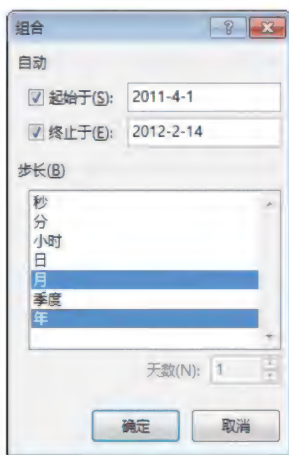 组合
自动
起始于(S): 2011-4-1
终止于(E): 2012-2-14
步长(B)
秒
分
小时
日
月
季度
年
天数(N): 1
确定 取消